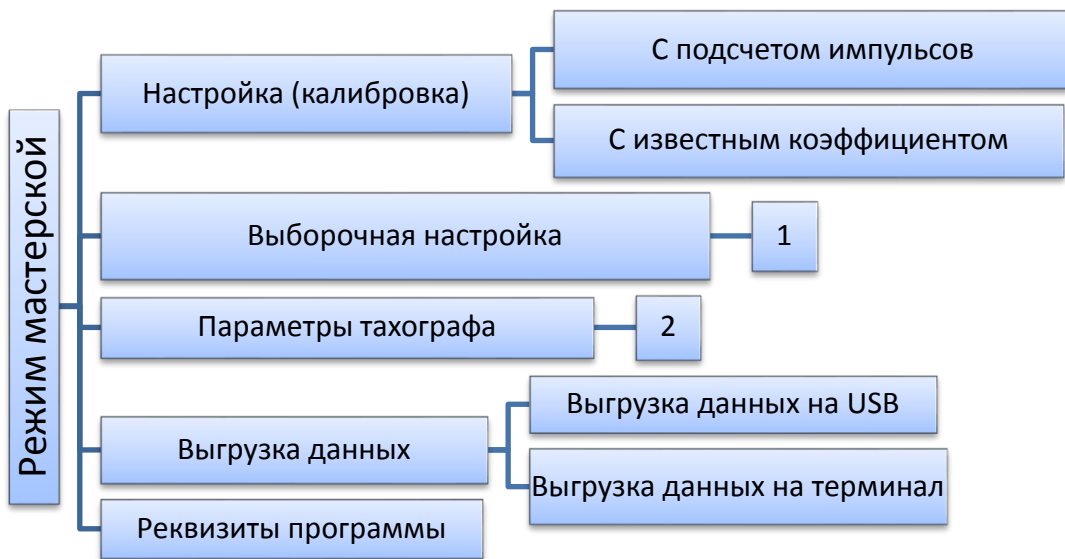 Режим мастерской
Настройка (калибровка)
С подсчетом импульсов
С известным коэффициентом
Выборочная настройка
1
Параметры тахографа
2
Выгрузка данных
Выгрузка данных на USB
Выгрузка данных на терминал
Реквизиты программы